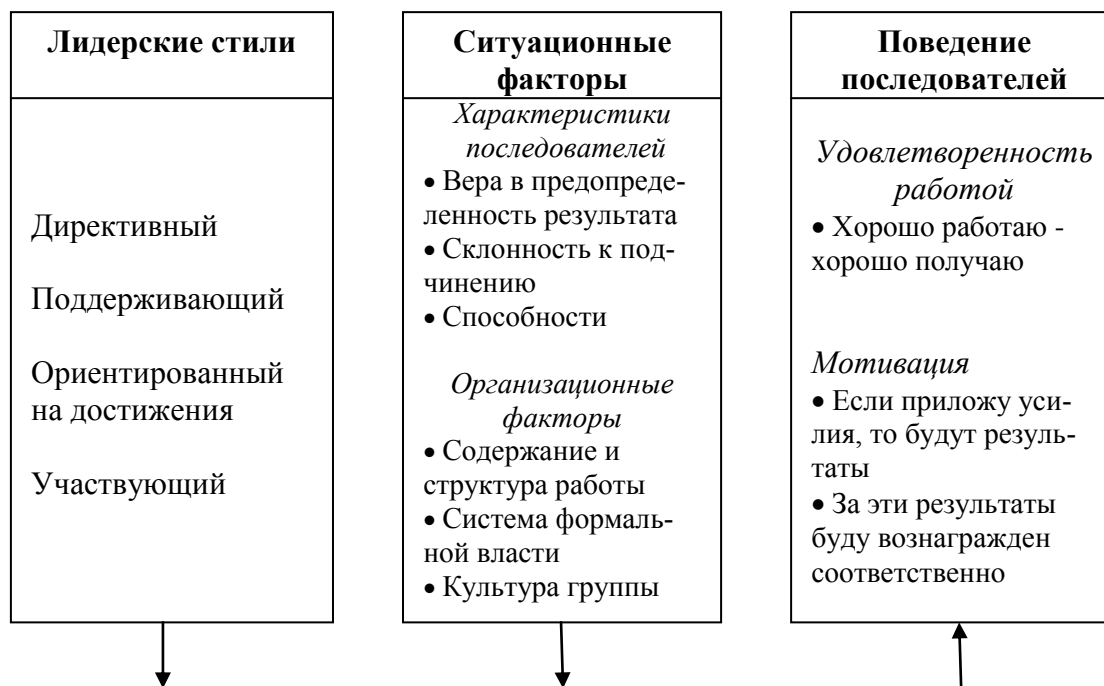 Лидерские стили
Директивный
Поддерживающий
Ориентированный
на достижения
Участвующий
Ситуационные
факторы
Характеристики
последователей
• Вера в предопреде-
ленность результата
• Склонность к под-
чинению
• Способности
Организационные
факторы
• Содержание и
структура работы
• Система формаль-
ной власти
• Культура группы
Поведение
последователей
Удовлетворенность
работой
• Хорошо работаю -
хорошо получаю
Мотивация
• Если приложу уси-
лия, то будут резуль-
таты
• За эти результаты
буду вознагражден
соответственно